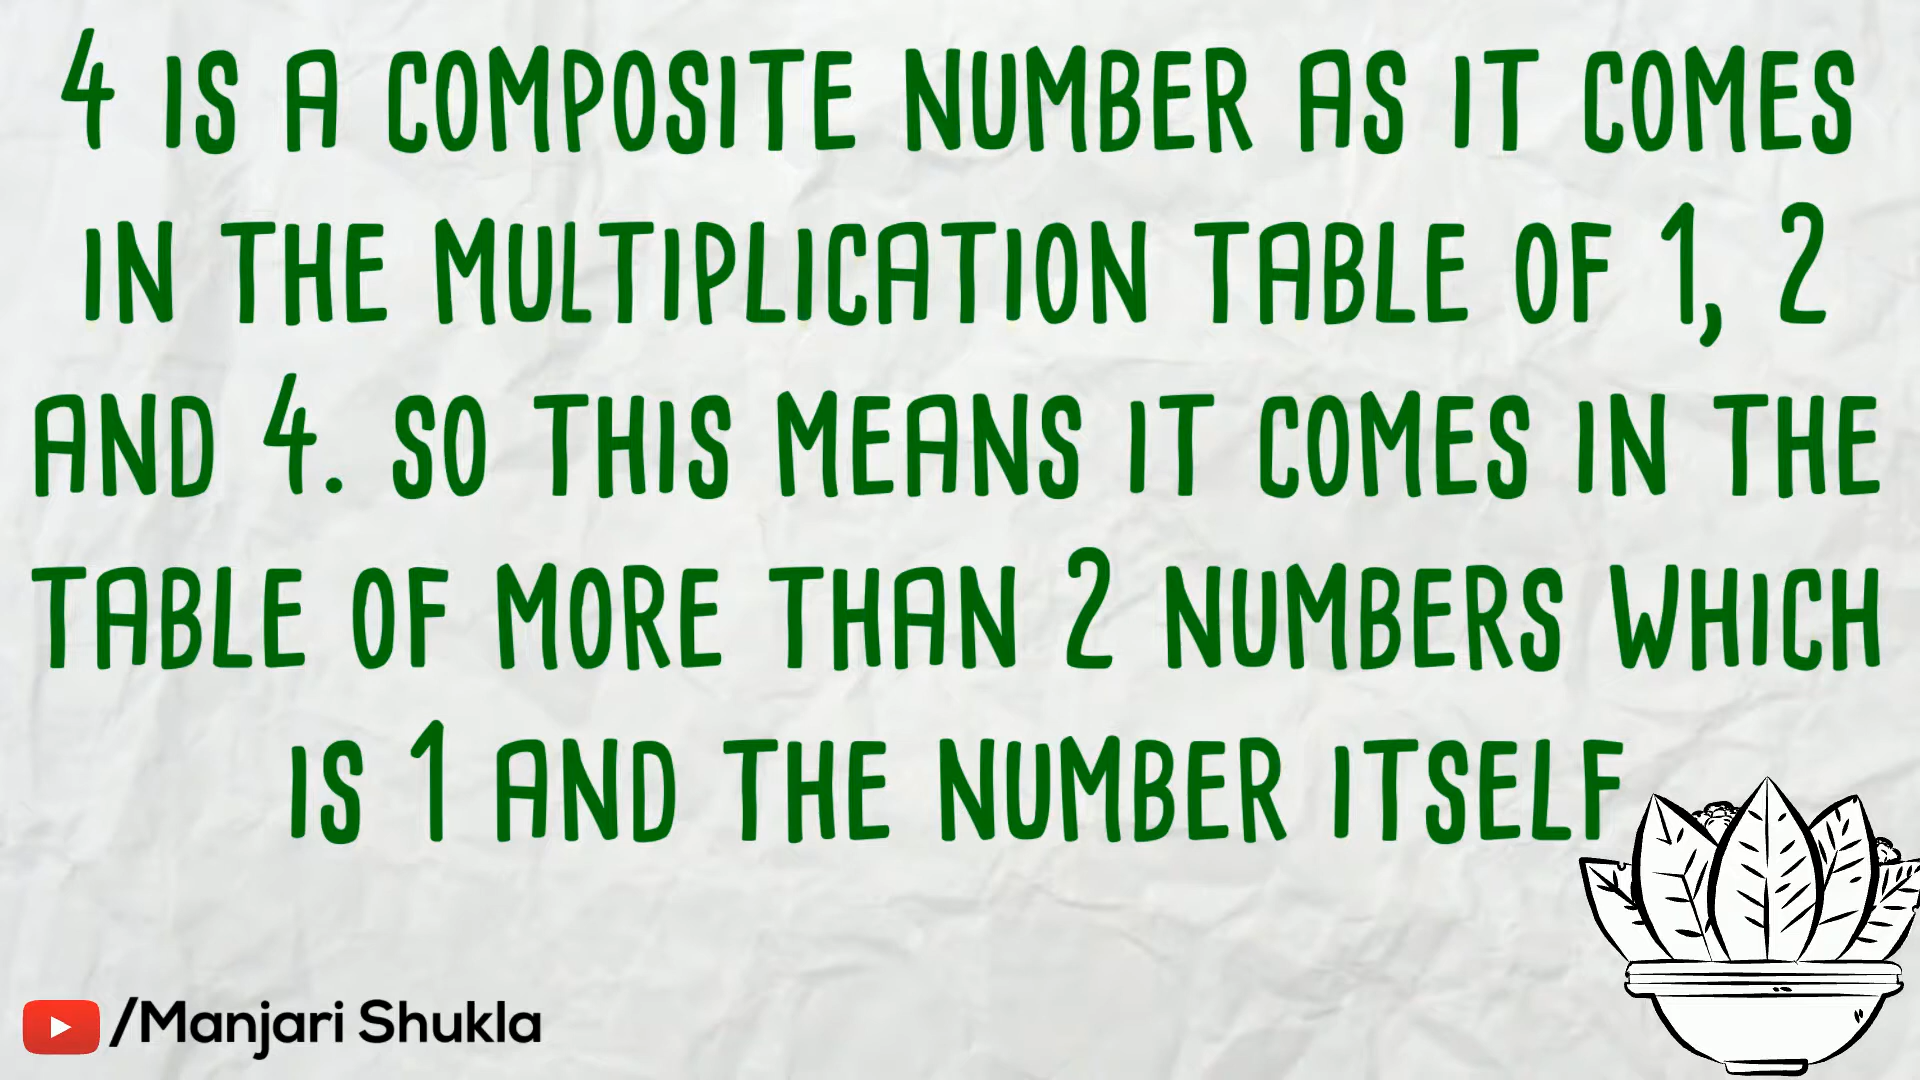 4 IS A COMPOSITE NUMBER AS IT COMES
IN THE MULTIPLICATION TABLE OF 1, 2
AND 4. SO THIS MEANS IT COMES IN THE
TABLE OF MORE THAN 2 NUMBERS WHICH
IS 1 AND THE NUMBER ITSELF
/Manjari Shukla